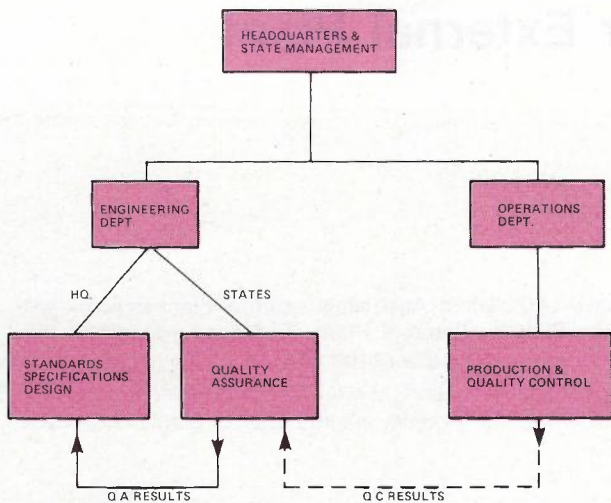 External
HEADQUARTERS &
STATE MANAGEMENT
ENGINEERING
DEPT.
OPERATIONS
DEPT.
HQ.
STATES
STANDARDS
SPECIFICATIONS
DESIGN
QUALITY
ASSURANCE
PRODUCTION &
QUALITY CONTROL
Q A RESULTS
Q C RESULTS